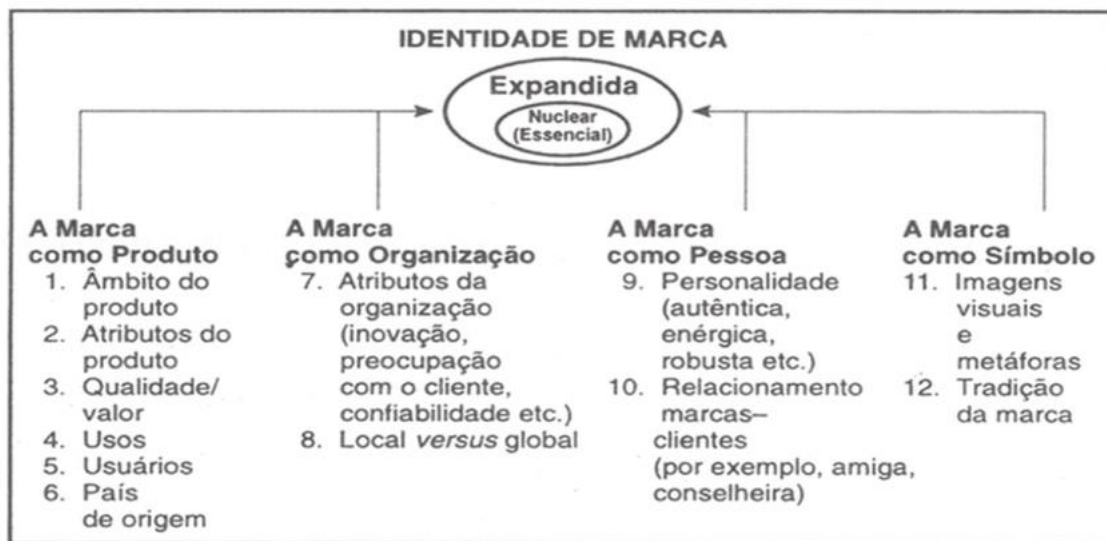 IDENTIDADE DE MARCA
Expandida
Nuclear
(Essencial)
A Marca
como Produto
1. Âmbito do
produto
2. Atributos do
produto
3. Qualidade/
valor
4. Usos
5. Usuários
6. País
de origem
A Marca
como Organização
7. Atributos da
organização
(inovação,
preocupação
com o cliente,
confiabilidade etc.)
8. Local versus global
A Marca
como Pessoa
9. Personalidade
(autêntica,
enérgica,
robusta etc.)
10. Relacionamento
marcas–
clientes
(por exemplo, amiga,
conselheira)
A Marca
como Símbolo
11. Imagens
visuais
e
metáforas
12. Tradição
da marca